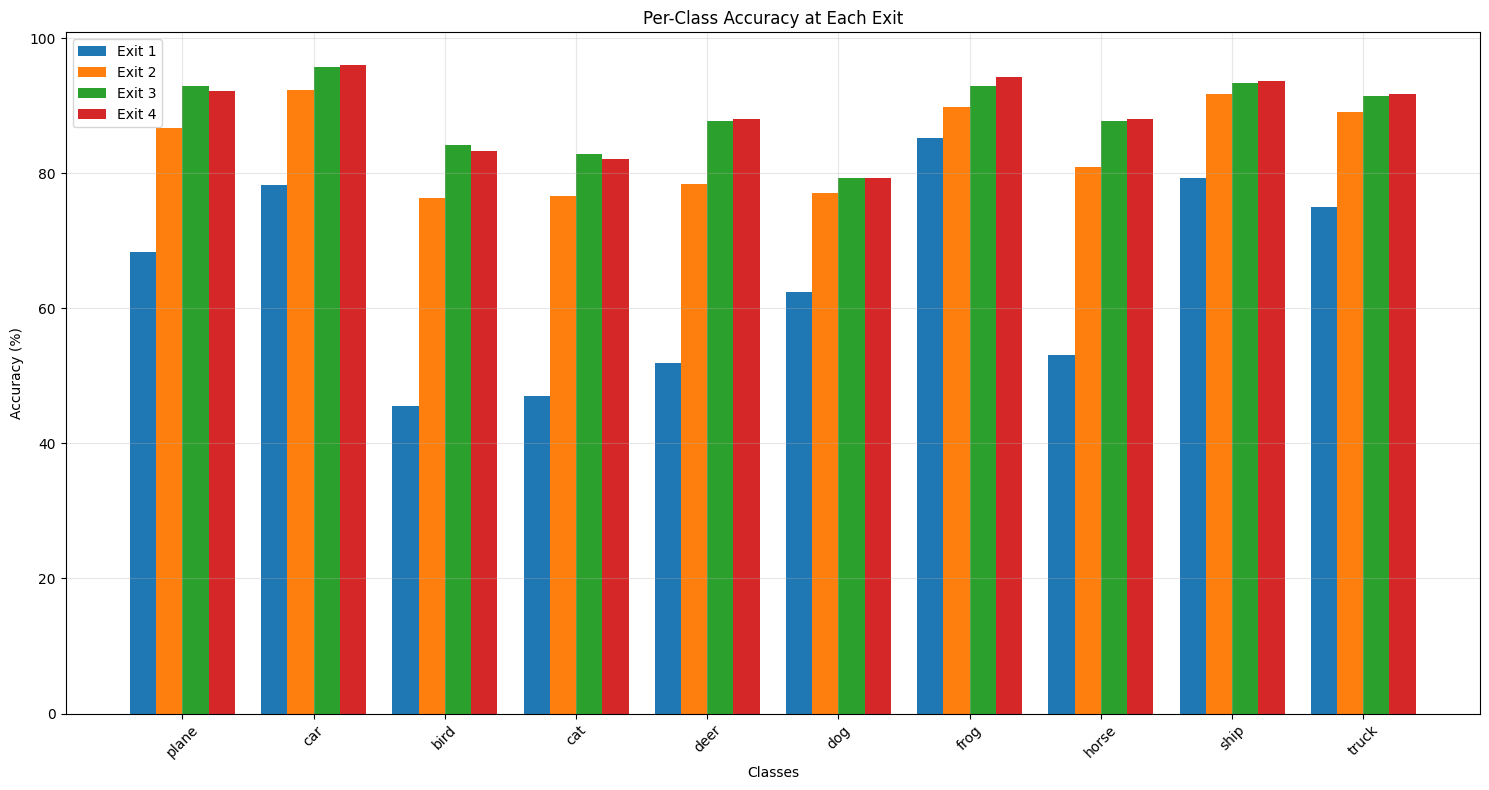 Per-Class Accuracy at Each Exit
100
80
60
40
20
0
Accuracy (%)
Exit 1
Exit 2
Exit 3
Exit 4
plane
car
bird
cat
deer
dog
frog
horse
ship
truck
Classes